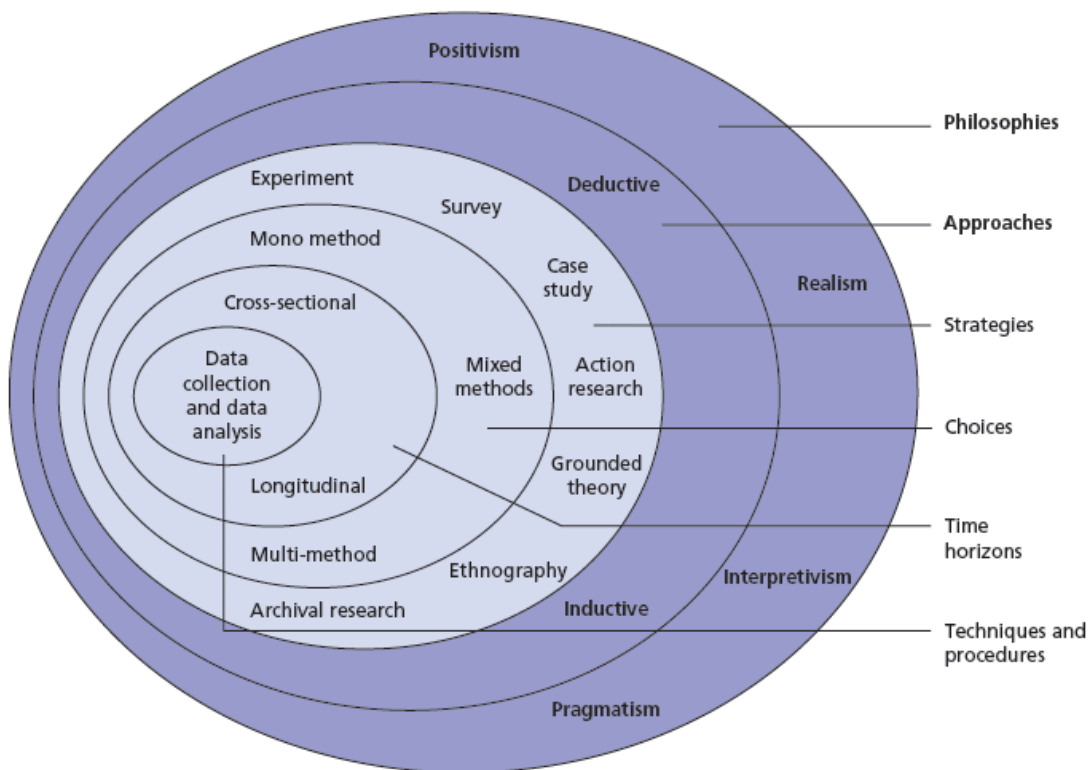 Positivism
Philosophies
Experiment
Deductive
Survey
Approaches
Mono method
Case
study
Realism
Cross-sectional
Strategies
Data
collection
and data
analysis
Mixed
methods
Action
research
Choices
Grounded
theory
Longitudinal
Time
horizons
Multi-method
Ethnography
Interpretivism
Archival research
Inductive
Techniques and
procedures
Pragmatism